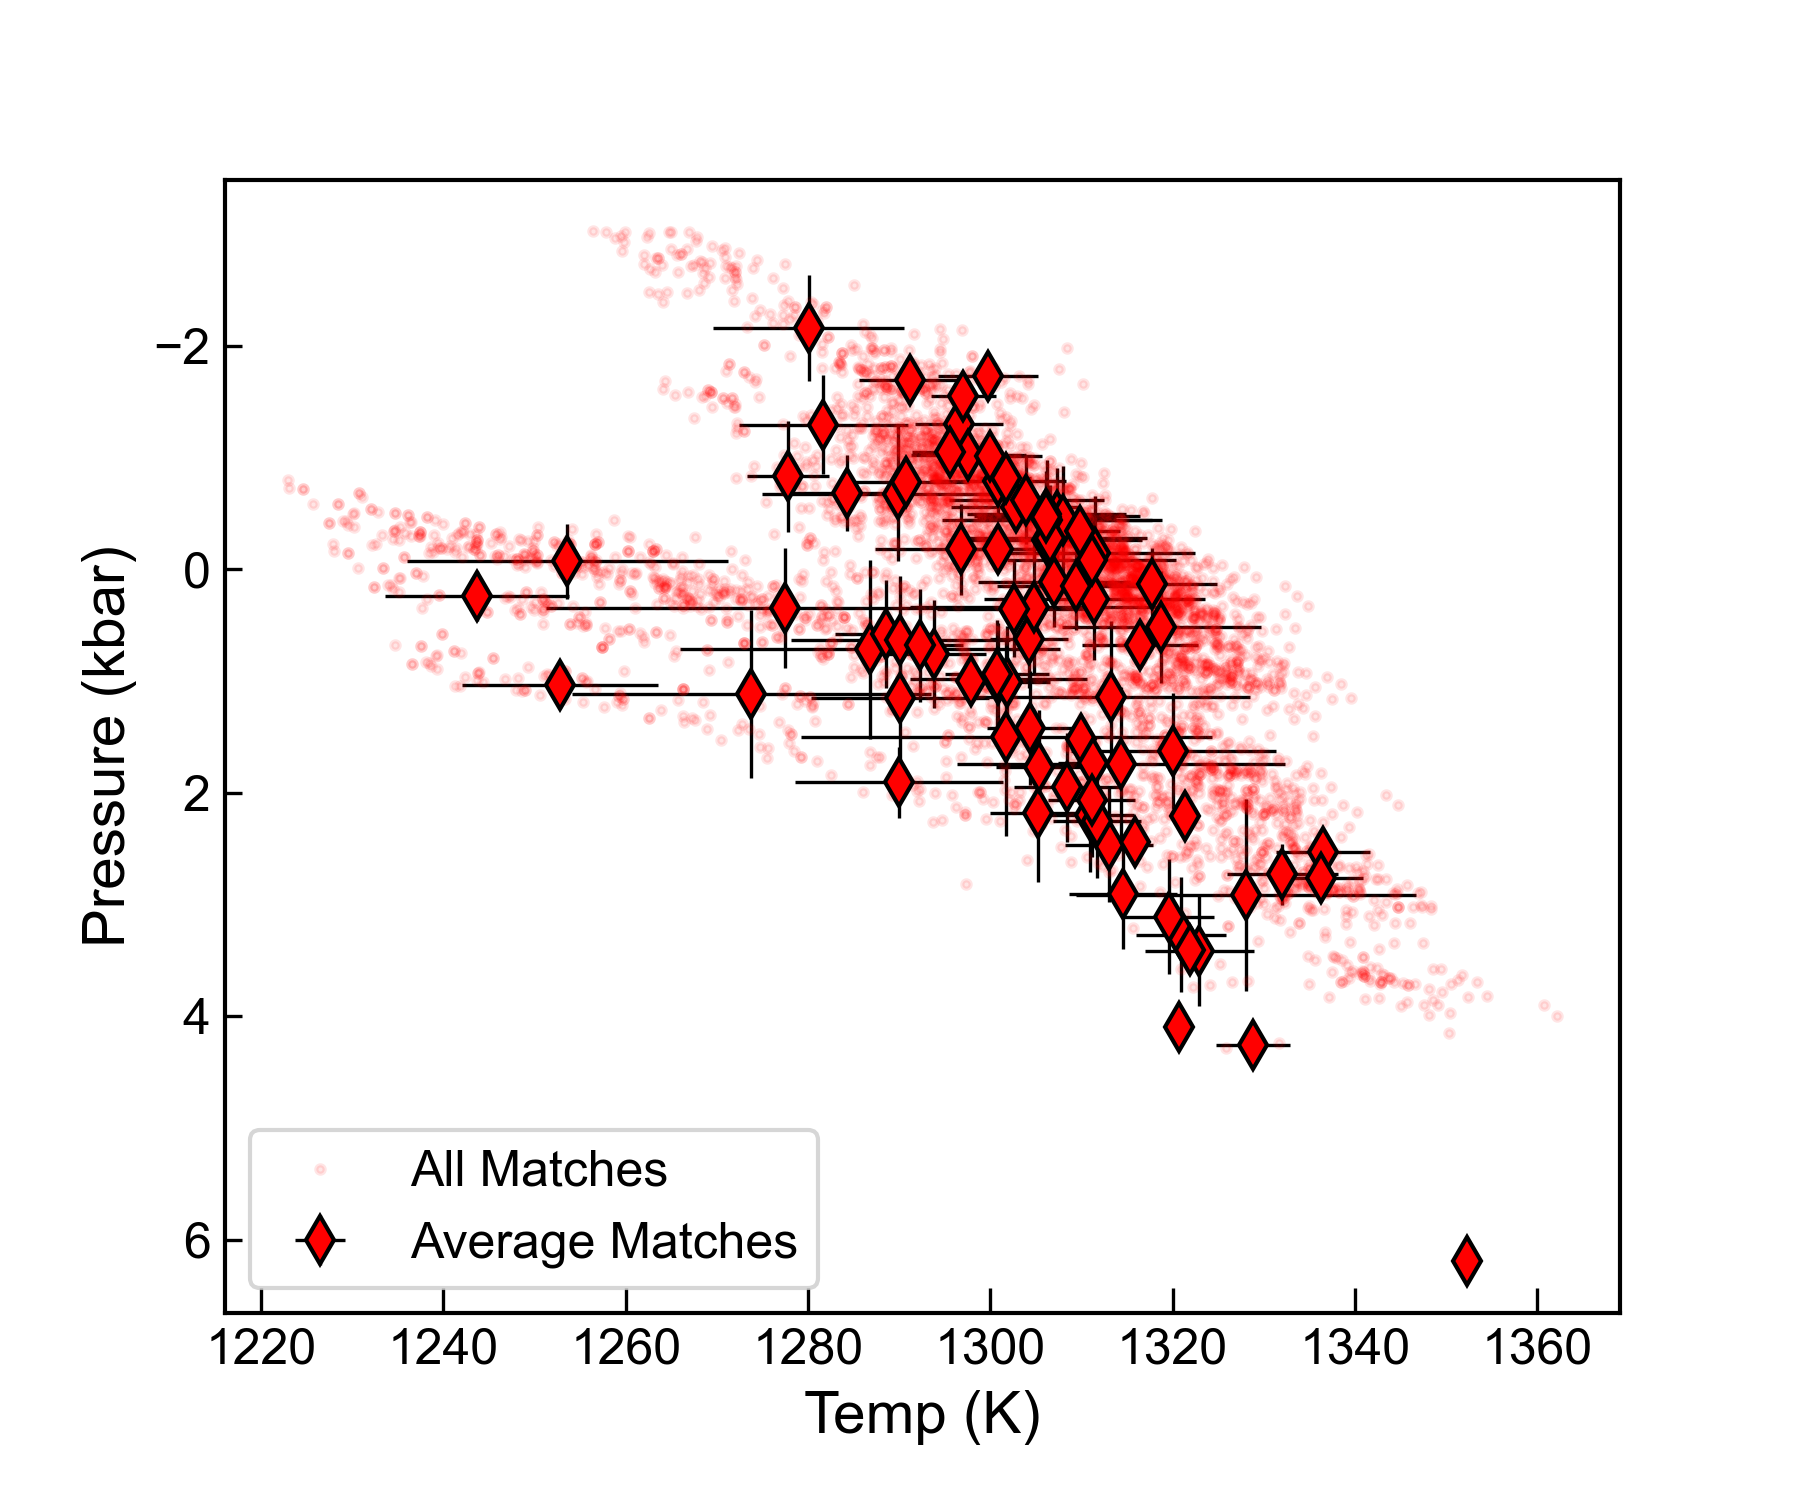 −2
0
2
4
6
Pressure (kbar)
All Matches
Average Matches
1220 1240 1260 1280 1300 1320 1340 1360
Temp (K)